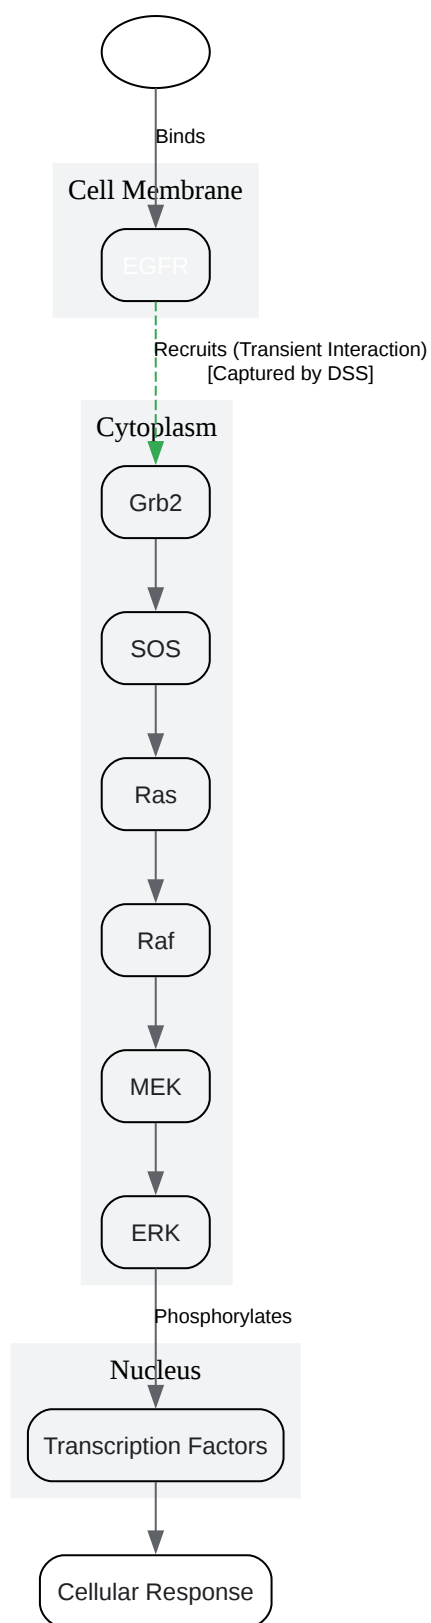 Binds
Cell Membrane
EGFR
Recruits (Transient Interaction)
[Captured by DSS]
Cytoplasm
Grb2
SOS
Ras
Raf
MEK
ERK
Phosphorylates
Nucleus
Transcription Factors
Cellular Response